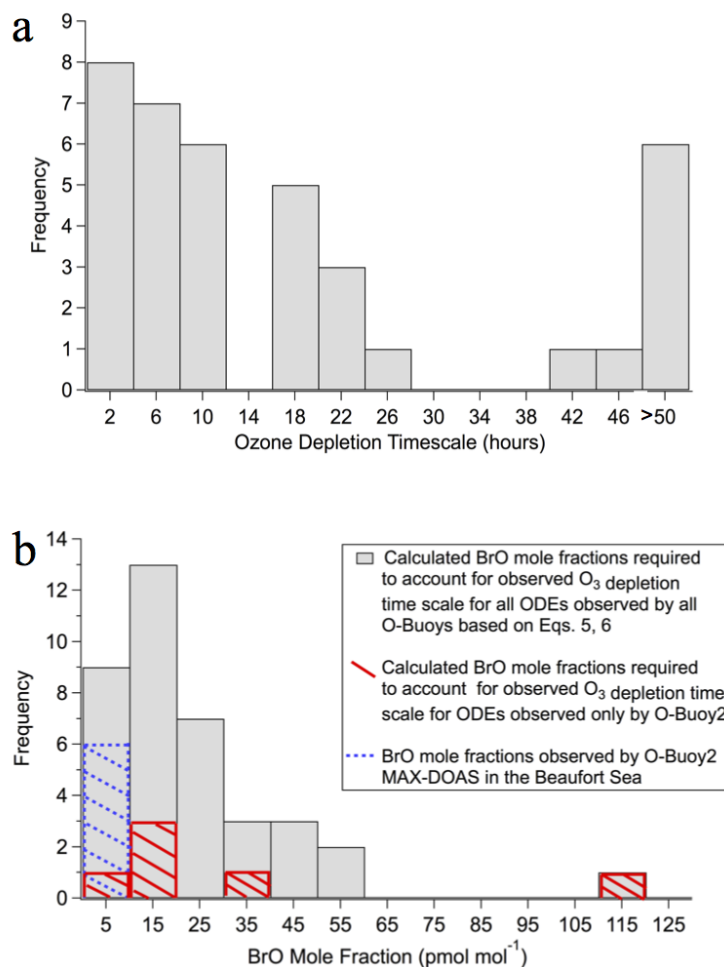 a
9
8
7
6
5
4
3
2
1
0
Frequency
2 6 10 14 18 22 26 30 34 38 42 46 >50
Ozone Depletion Timescale (hours)
b
14
12
10
8
6
4
2
0
Frequency
5 15 25 35 45 55 65 75 85 95 105 115 125
BrO Mole Fraction (pmol mol⁻¹)
Calculated BrO mole fractions required
to account for observed O₃ depletion
time scale for all ODEs observed by all
O-Buoys based on Eqs. 5, 6
Calculated BrO mole fractions required
to account for observed O₃ depletion time
scale for ODEs observed only by O-Buoy2
BrO mole fractions observed by O-Buoy2
MAX-DOAS in the Beaufort Sea